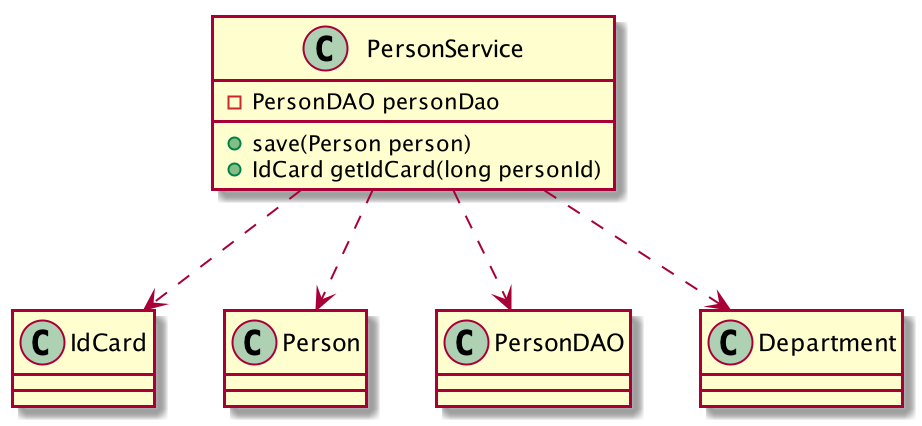 C PersonService
PersonDAO personDao
save(Person person)
IdCard getIdCard(long personId)
C IdCard
C Person
C PersonDAO
C Department